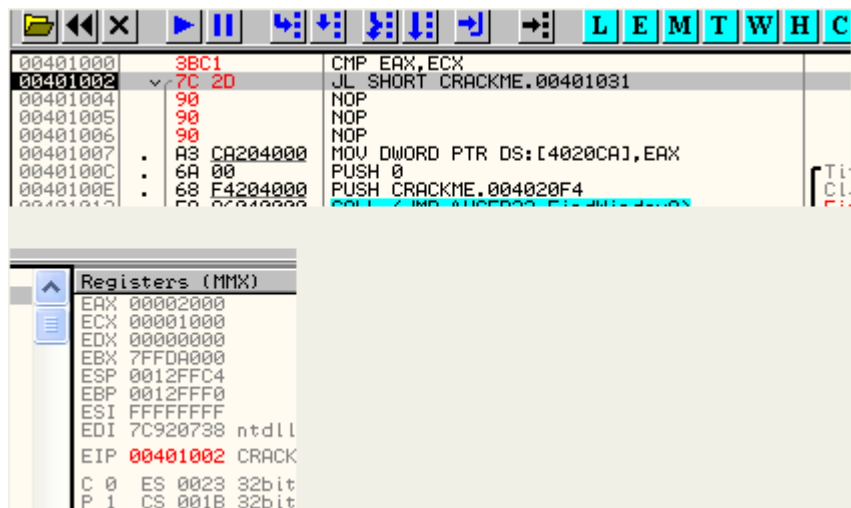 L E M T W H C
00401000 3BC1 CMP EAX,ECX
00401002 7C 2D JL SHORT CRACKME.00401031
00401004 90 NOP
00401005 90 NOP
00401006 90 NOP
00401007 . A3 CA204000 MOV DWORD PTR DS:[4020CA],EAX
0040100C . 6A 00 PUSH 0
0040100E . 68 F4204000 PUSH CRACKME.004020F4
Registers (MMX)
EAX 00002000
ECX 00001000
EDX 00000000
EBX 7FFDA000
ESP 0012FFC4
EBP 0012FFF0
ESI FFFFFFFF
EDI 7C920738 ntdll
EIP 00401002 CRACK
C 0 ES 0023 32bit
P 1 CS 001B 32bit